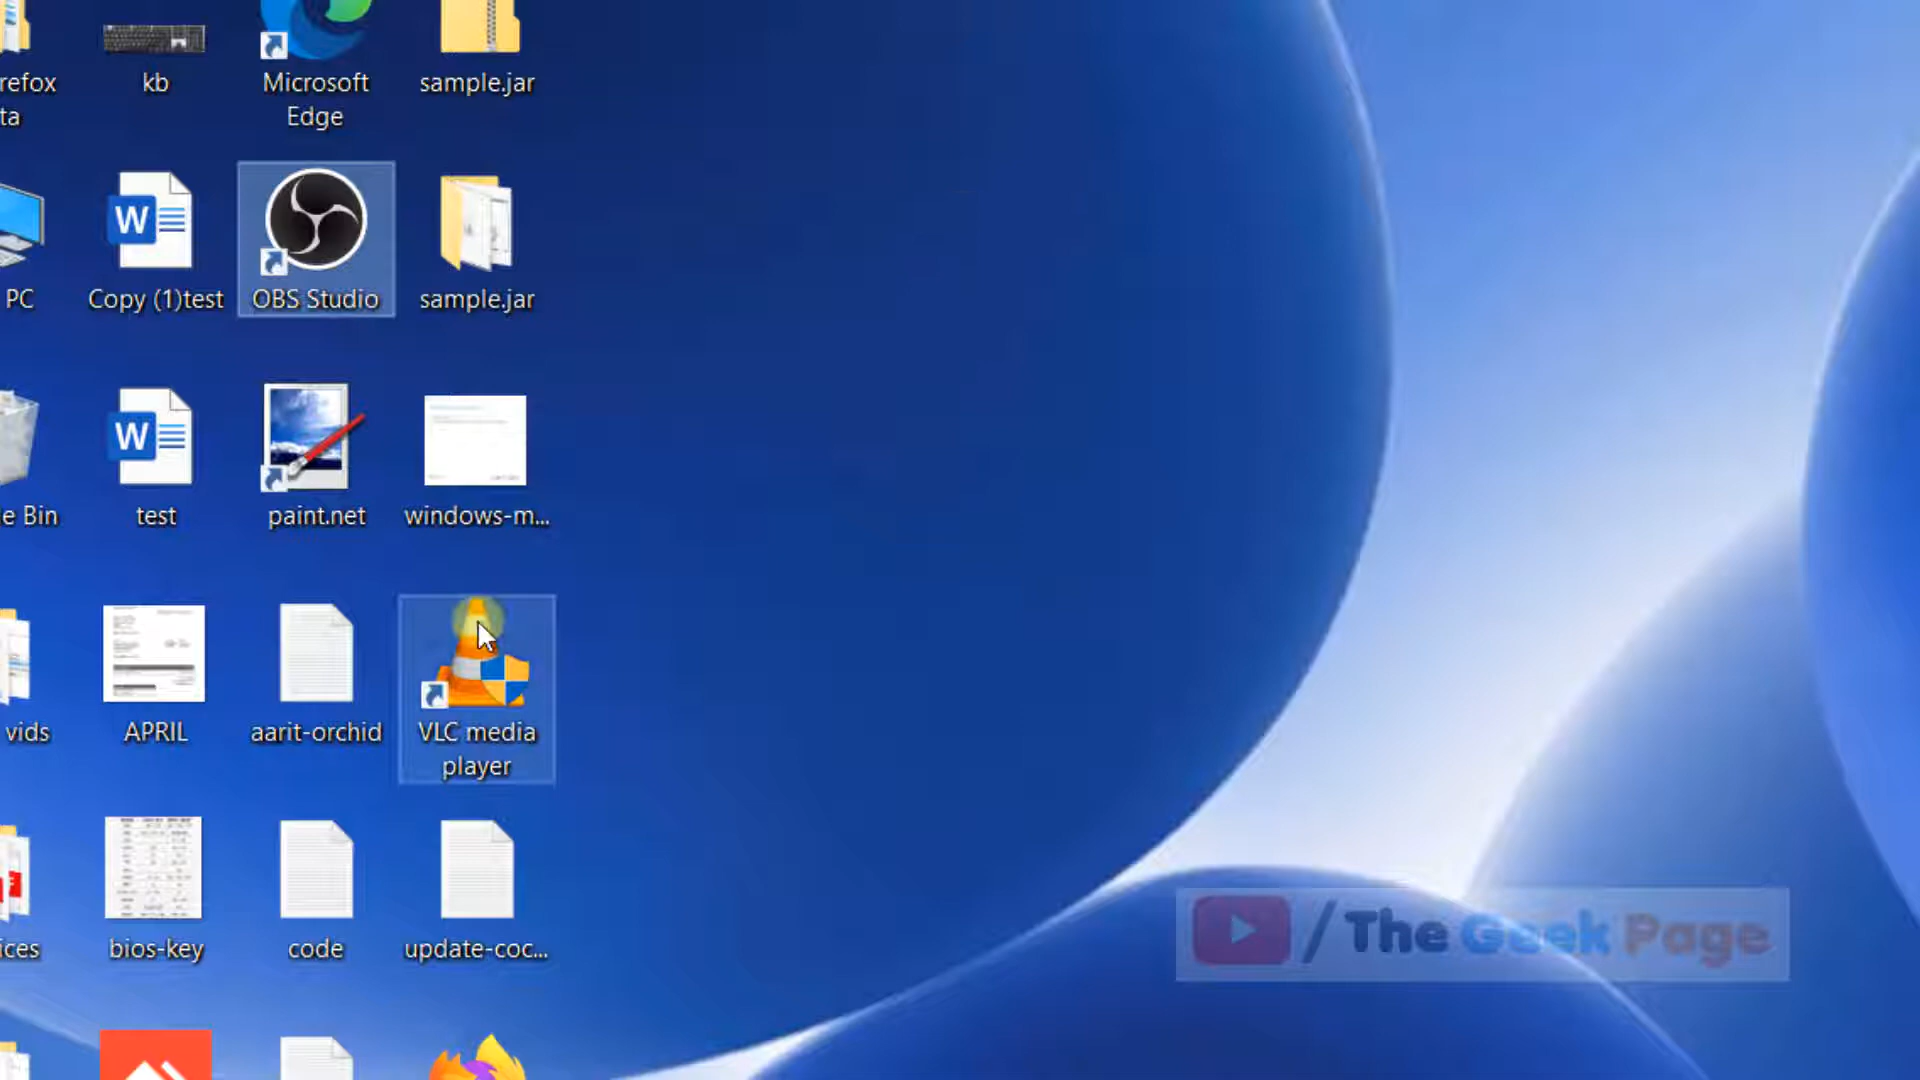 refox
ta
kb
Microsoft
Edge
sample.jar
PC
W
Copy (1)test
OBS Studio
sample.jar
e Bin
W
test
paint.net
windows-m...
vids
APRIL
aarit-orchid
VLC media
player
ices
bios-key
code
update-coc...
/The Geek Page